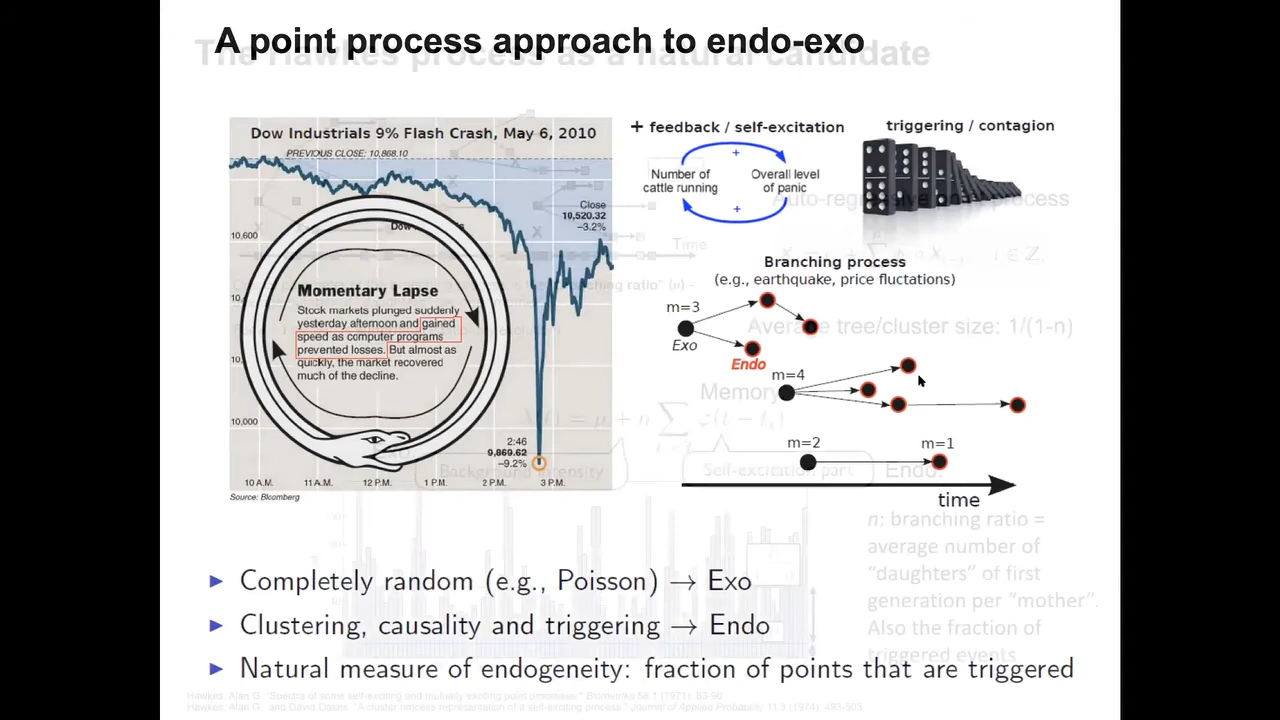 A point process approach to endo-exo
The Hawkes process as a natural candidate
Dow Industrials 9% Flash Crash, May 6, 2010
PREVIOUS CLOSE: 10,868.10
Close
10,520.32
–3.2%
10,600
Momentary Lapse
Stock markets plunged suddenly
yesterday afternoon and gained
speed as computer programs
prevented losses. But almost as
quickly, the market recovered
much of the decline.
10,000
2:46
9,869.62
–9.2%
10 A.M. 11 A.M. 12 P.M. 1 P.M. 2 P.M. 3 P.M.
Source: Bloomberg
+ feedback / self-excitation
+
Number of
cattle running
Overall level
of panic
+
triggering / contagion
Auto-regressive process
Time
Branching process
(e.g., earthquake, price fluctations)
m=3
Exo
Endo
m=4
m=2 m=1
time
Average tree/cluster size: 1/(1-n)
Memory
Background intensity
Self-excitation part
Endo.
n: branching ratio =
average number of
“daughters” of first
generation per “mother”.
Also the fraction of
triggered events
► Completely random (e.g., Poisson) → Exo
► Clustering, causality and triggering → Endo
► Natural measure of endogeneity: fraction of points that are triggered
Hawkes, Alan G. "Spectra of some self-exciting and mutually exciting point processes." Biometrika 58.1 (1971): 83-90
Hawkes, Alan G. and David Oakes. "A cluster process representation of a self-exciting process." Journal of Applied Probability 11.3 (1974): 493-503.